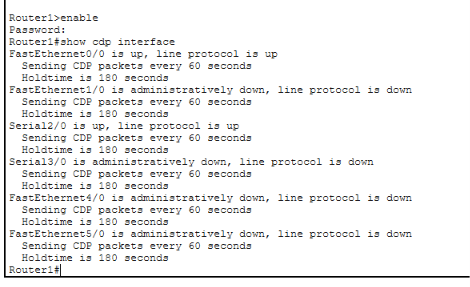 Router1>enable
Password:
Router1#show cdp interface
FastEthernet0/0 is up, line protocol is up
  Sending CDP packets every 60 seconds
  Holdtime is 180 seconds
FastEthernet1/0 is administratively down, line protocol is down
  Sending CDP packets every 60 seconds
  Holdtime is 180 seconds
Serial2/0 is up, line protocol is up
  Sending CDP packets every 60 seconds
  Holdtime is 180 seconds
Serial3/0 is administratively down, line protocol is down
  Sending CDP packets every 60 seconds
  Holdtime is 180 seconds
FastEthernet4/0 is administratively down, line protocol is down
  Sending CDP packets every 60 seconds
  Holdtime is 180 seconds
FastEthernet5/0 is administratively down, line protocol is down
  Sending CDP packets every 60 seconds
  Holdtime is 180 seconds
Router1#